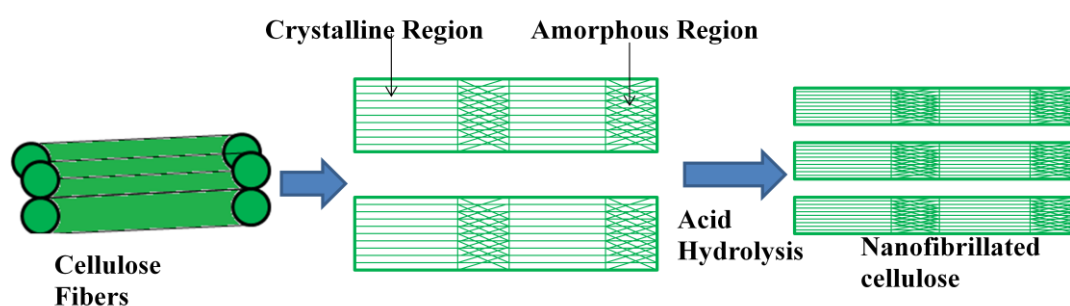 Crystalline Region
Amorphous Region
Cellulose
Fibers
Acid
Hydrolysis
Nanofibrillated
cellulose